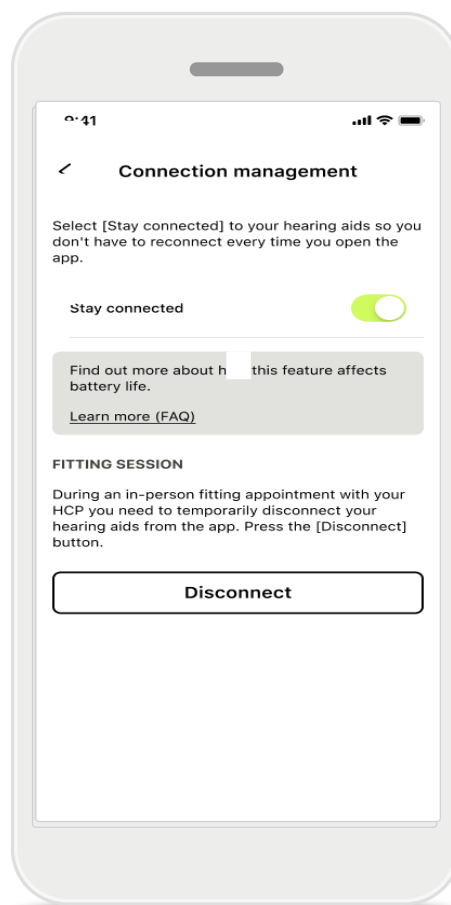 9:41
Connection management
Select [Stay connected] to your hearing aids so you
don't have to reconnect every time you open the
app.
Stay connected
Find out more about h this feature affects
battery life.
Learn more (FAQ)
FITTING SESSION
During an in-person fitting appointment with your
HCP you need to temporarily disconnect your
hearing aids from the app. Press the [Disconnect]
button.
Disconnect